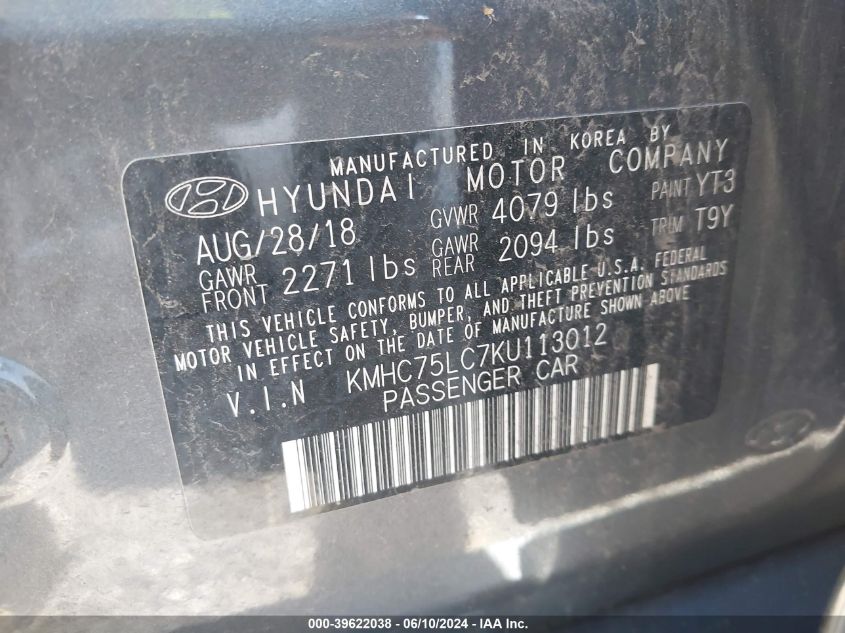 MANUFACTURED IN KOREA BY
HYUNDAI MOTOR COMPANY
AUG/28/18 GVWR 4079 lbs PAINT YT3
GAWR FRONT 2271 lbs GAWR REAR 2094 lbs TRIM T9Y
THIS VEHICLE CONFORMS TO ALL APPLICABLE U.S.A. FEDERAL
MOTOR VEHICLE SAFETY, BUMPER, AND THEFT PREVENTION STANDARDS
IN EFFECT ON THE DATE OF MANUFACTURE SHOWN ABOVE
V.I.N KMHC75LC7KU113012
PASSENGER CAR
000-39622038 - 06/10/2024 - IAA Inc.